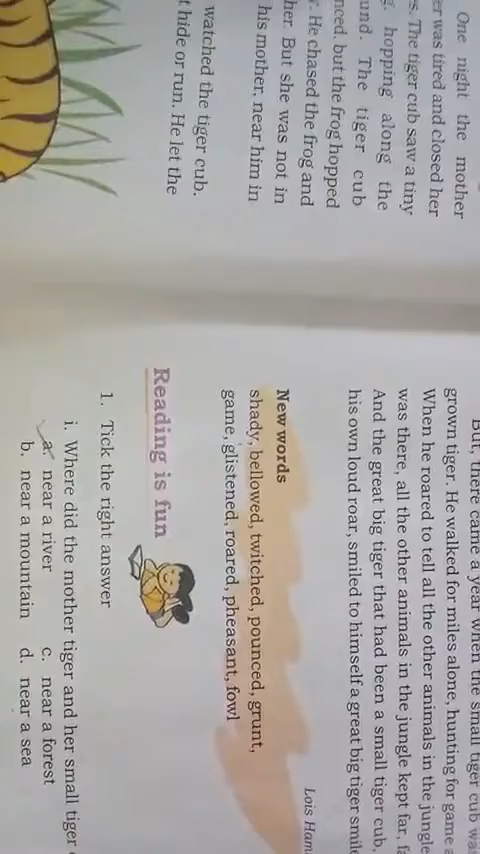 One night the mother
was tired and closed her
The tiger cub saw a tiny
hopping along the
The tiger cub
but the frog hopped
He chased the frog and
her But she was not in
his mother, near him in
watched the tiger cub.
hide or run. He let the
But, there came a year when the small tiger cub
grown tiger. He walked for miles alone, hunting for game
When he roared to tell all the other animals in the jungle
was there, all the other animals in the jungle kept far,
And the great big tiger that had been a small tiger cub,
his own loud roar, smiled to himself a great big tiger
Lois
New words
shady, bellowed, twitched, pounced, grunt,
game, glistened, roared, pheasant, fowl
Reading is fun
1. Tick the right answer
i. Where did the mother tiger and her small tiger
a. near a river c. near a forest
b. near a mountain d. near a sea